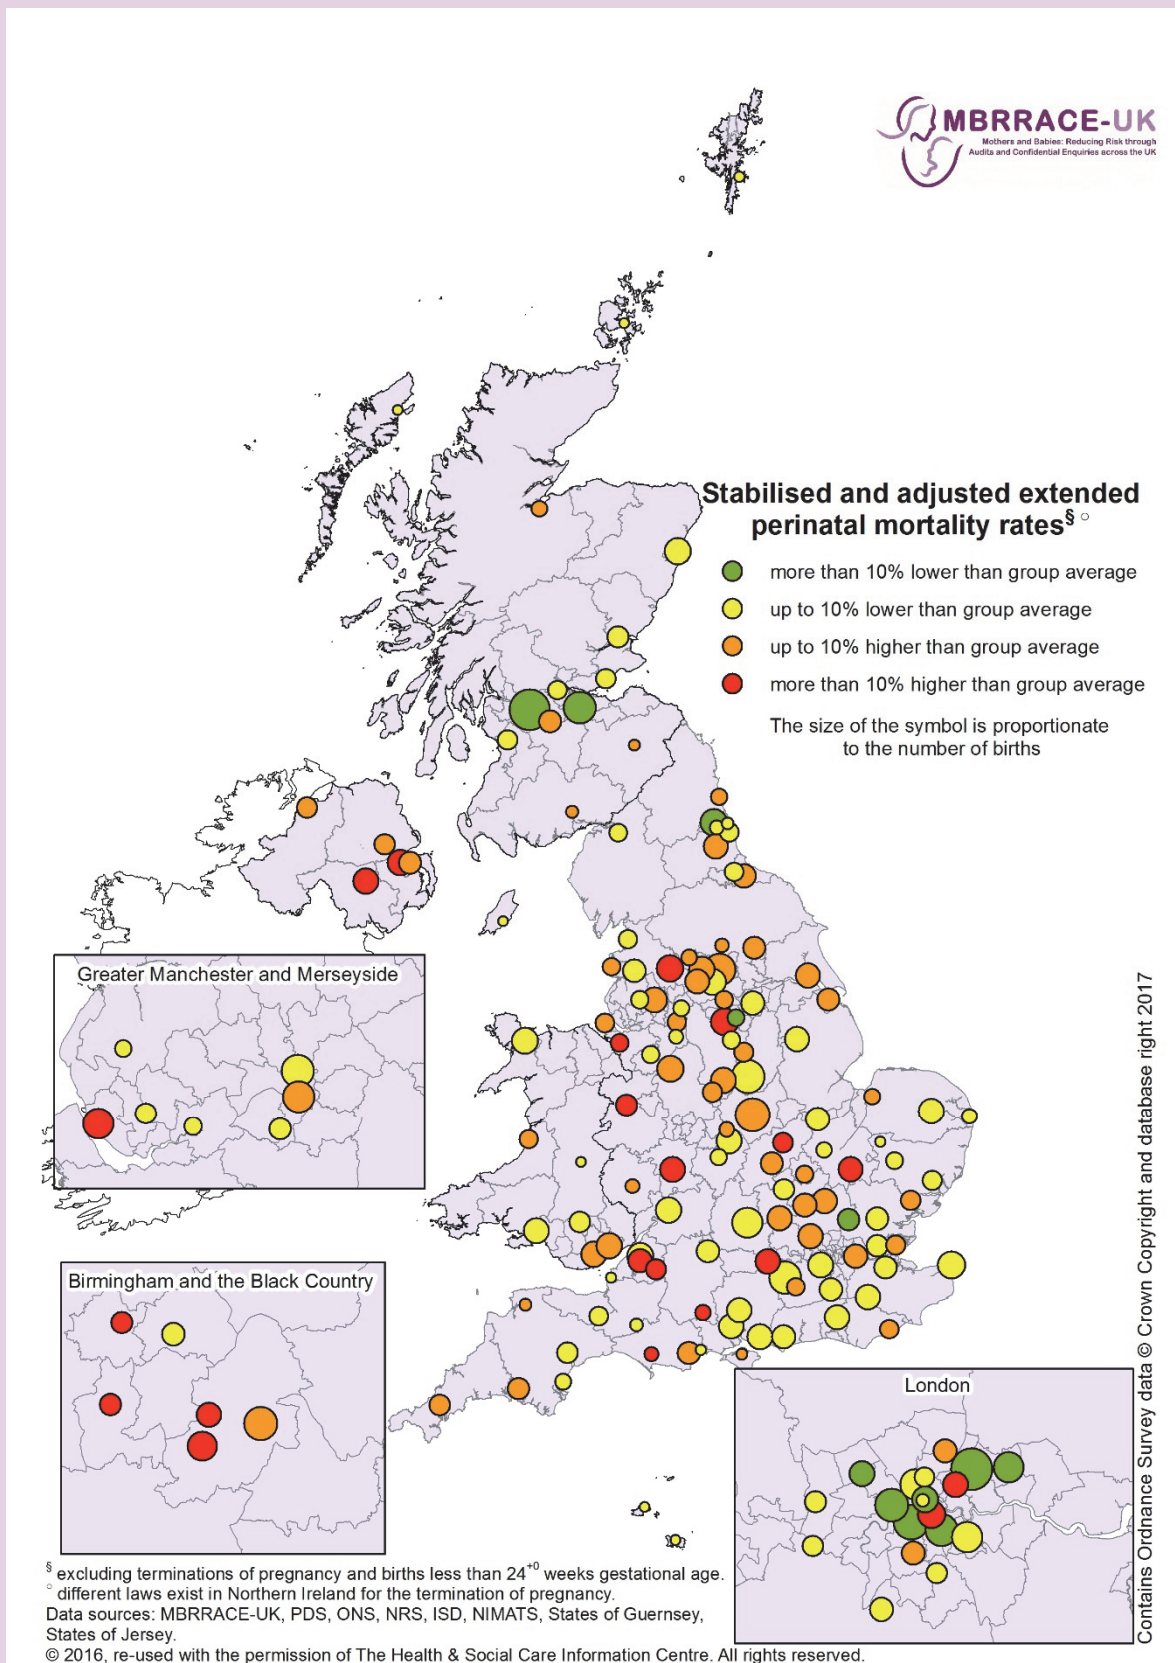 MBRRACE-UK
Mothers and Babies: Reducing Risk through
Audits and Confidential Enquiries across the UK
Stabilised and adjusted extended
perinatal mortality rates§ ○
more than 10% lower than group average
up to 10% lower than group average
up to 10% higher than group average
more than 10% higher than group average
The size of the symbol is proportionate
to the number of births
Greater Manchester and Merseyside
Birmingham and the Black Country
London
Contains Ordnance Survey data © Crown Copyright and database right 2017
§ excluding terminations of pregnancy and births less than 24+0 weeks gestational age.
○ different laws exist in Northern Ireland for the termination of pregnancy.
Data sources: MBRRACE-UK, PDS, ONS, NRS, ISD, NIMATS, States of Guernsey,
States of Jersey.
© 2016, re-used with the permission of The Health & Social Care Information Centre. All rights reserved.